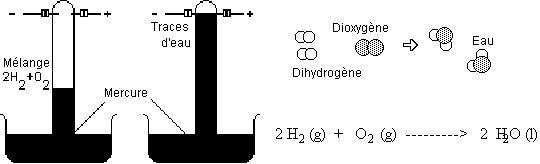 - +
- +
Traces
d'eau
Mélange
2H2+O2
Mercure
Dioxygène
Dihydrogène
Eau
2 H2 (g) + O2 (g) ----------> 2 H2O (l)